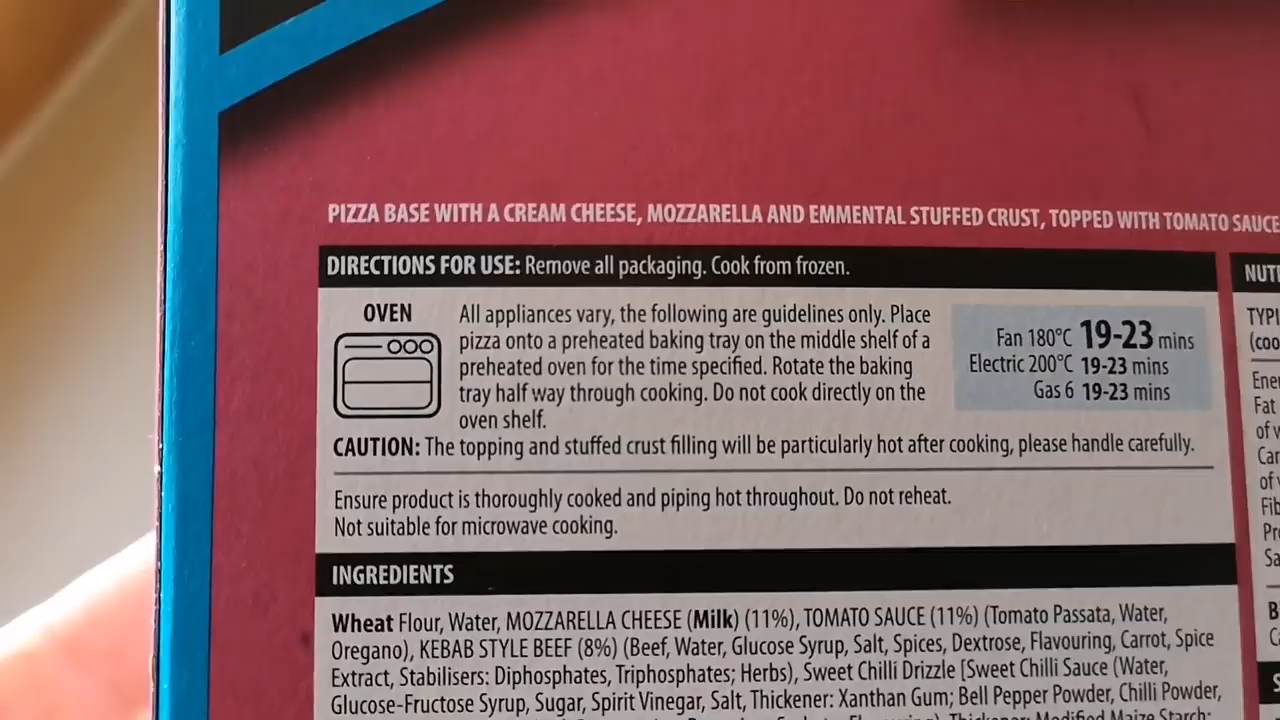 PIZZA BASE WITH A CREAM CHEESE, MOZZARELLA AND EMMENTAL STUFFED CRUST, TOPPED WITH TOMATO SAUCE
DIRECTIONS FOR USE: Remove all packaging. Cook from frozen.
OVEN
All appliances vary, the following are guidelines only. Place
pizza onto a preheated baking tray on the middle shelf of a
preheated oven for the time specified. Rotate the baking
tray half way through cooking. Do not cook directly on the
oven shelf.
Fan 180°C 19-23 mins
Electric 200°C 19-23 mins
Gas 6 19-23 mins
CAUTION: The topping and stuffed crust filling will be particularly hot after cooking, please handle carefully.
Ensure product is thoroughly cooked and piping hot throughout. Do not reheat.
Not suitable for microwave cooking.
INGREDIENTS
Wheat Flour, Water, MOZZARELLA CHEESE (Milk) (11%), TOMATO SAUCE (11%) (Tomato Passata, Water,
Oregano), KEBAB STYLE BEEF (8%) (Beef, Water, Glucose Syrup, Salt, Spices, Dextrose, Flavouring, Carrot, Spice
Extract, Stabilisers: Diphosphates, Triphosphates; Herbs), Sweet Chilli Drizzle [Sweet Chilli Sauce (Water,
Glucose-Fructose Syrup, Sugar, Spirit Vinegar, Salt, Thickener: Xanthan Gum; Bell Pepper Powder, Chilli Powder,
Thickener: Modified Maize Starch;
(coo
Fat
of